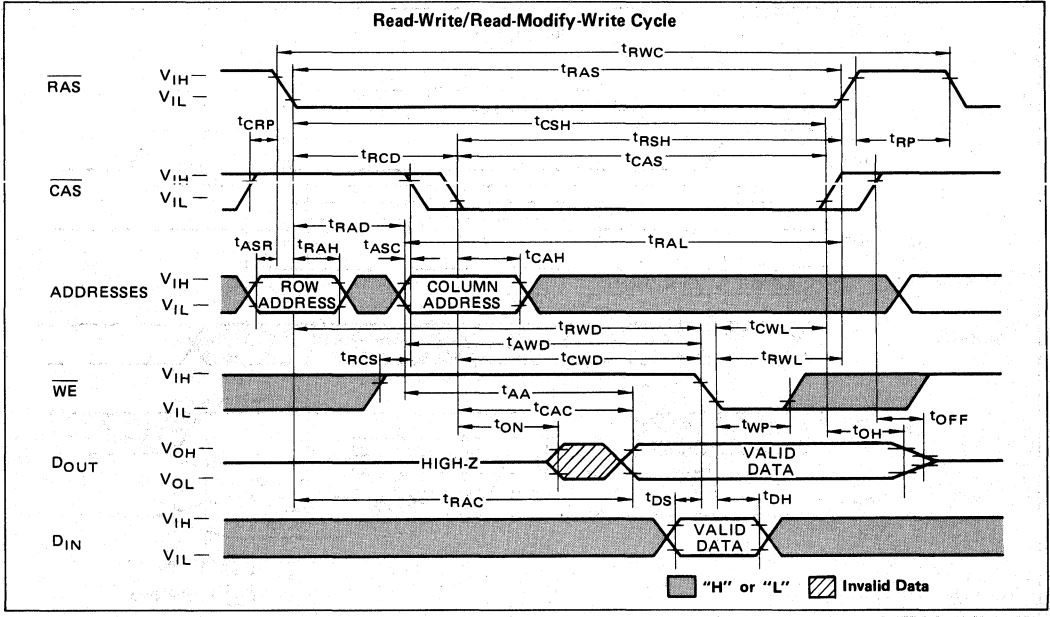 Read-Write/Read-Modify-Write Cycle
tRWC
RAS
VIH
VIL
tRAS
tCRP
tCSH
tRSH
tRP
tRCD
tCAS
CAS
VIH
VIL
tRAD
tRAL
tASR
tRAH
tASC
tCAH
ADDRESSES
VIH
VIL
ROW ADDRESS
COLUMN ADDRESS
tRWD
tCWL
tAWD
tRCS
tCWD
tRWL
WE
VIH
VIL
tAA
tCAC
tON
tWP
tOH
tOFF
DOUT
VOH
VOL
HIGH-Z
VALID DATA
tRAC
tDS
tDH
DIN
VIH
VIL
VALID DATA
"H" or "L"
Invalid Data